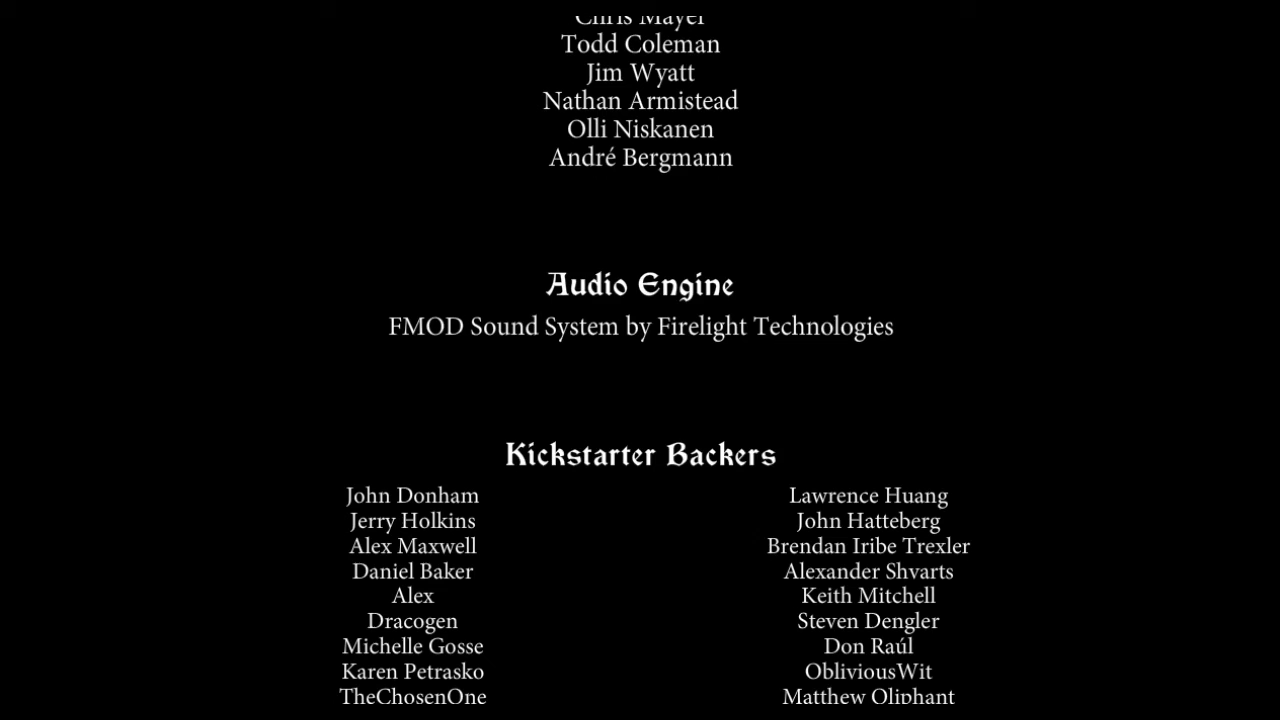 Chris Mayer
Todd Coleman
Jim Wyatt
Nathan Armistead
Olli Niskanen
André Bergmann
Audio Engine
FMOD Sound System by Firelight Technologies
Kickstarter Backers
John Donham
Jerry Holkins
Alex Maxwell
Daniel Baker
Alex
Dracogen
Michelle Gosse
Karen Petrasko
TheChosenOne
Lawrence Huang
John Hatteberg
Brendan Iribe Trexler
Alexander Shvarts
Keith Mitchell
Steven Dengler
Don Raúl
ObliviousWit
Matthew Oliphant